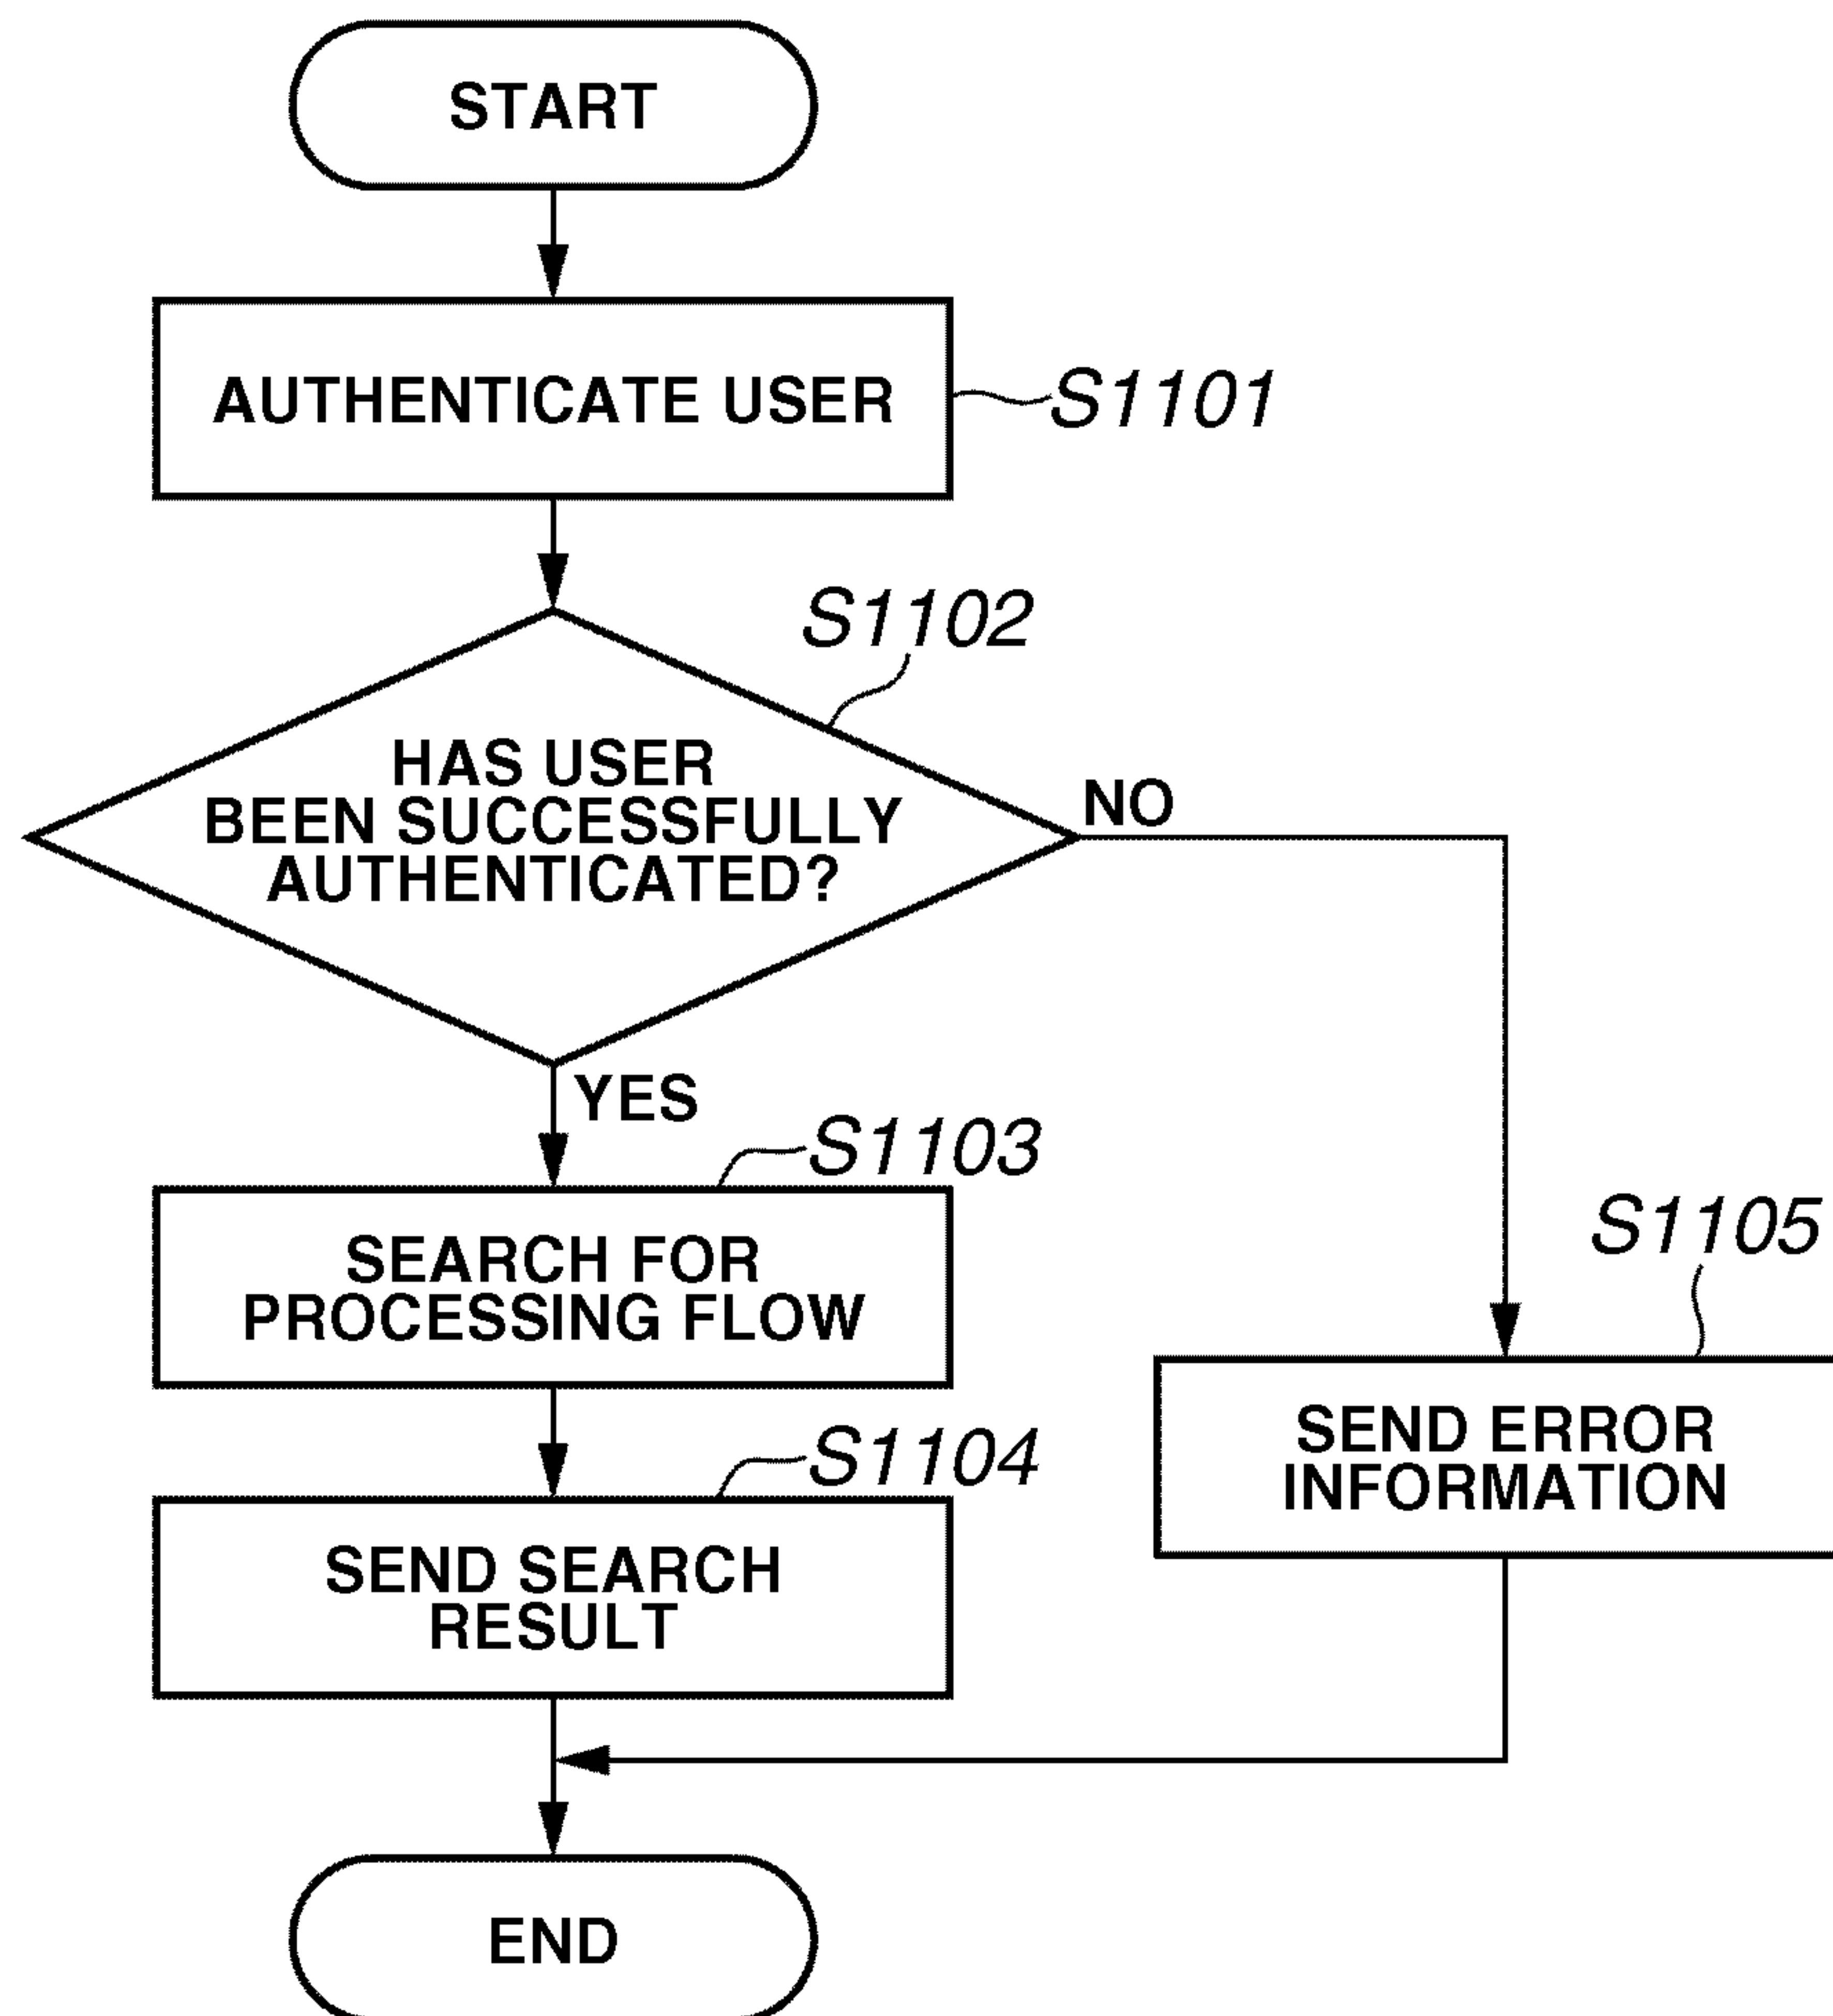 START
AUTHENTICATE USER
S1101
S1102
HAS USER
BEEN SUCCESSFULLY
AUTHENTICATED?
NO
YES
S1103
SEARCH FOR
PROCESSING FLOW
S1105
SEND ERROR
INFORMATION
S1104
SEND SEARCH
RESULT
END